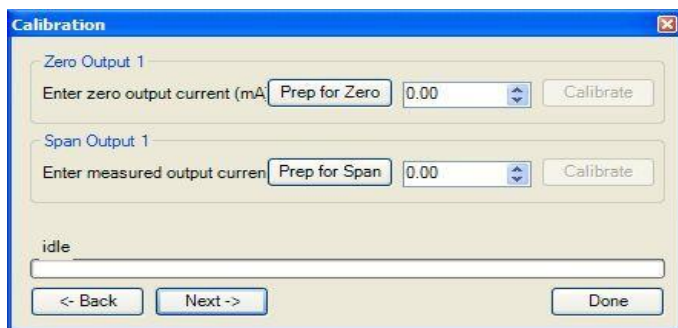 Calibration
Zero Output 1
Enter zero output current (mA Prep for Zero 0.00 Calibrate
Span Output 1
Enter measured output curren Prep for Span 0.00 Calibrate
idle
<- Back Next -> Done